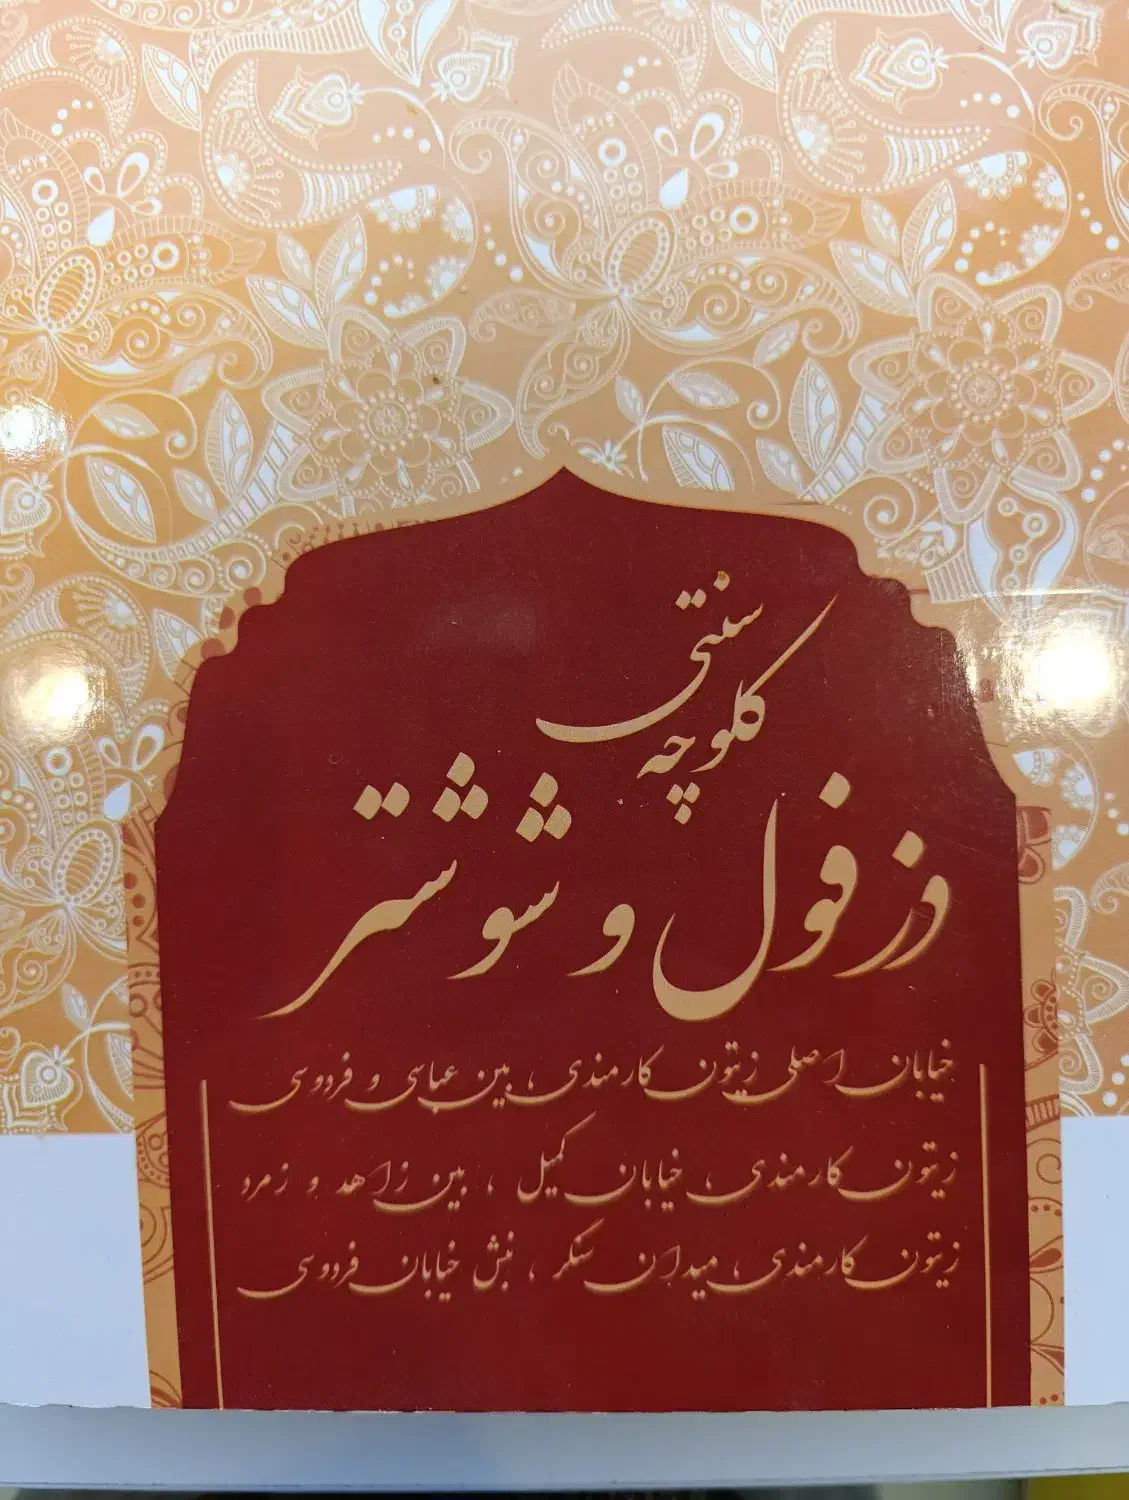 کلوچه سنتی
دزفول و شوشتر
خیابان اصلی زیتون کارمندی، بین عباسی و فردوسی
زیتون کارمندی، خیابان کمیل، بین زاهد و زمرد
زیتون کارمندی، میدان سنگر، نبش خیابان فردوسی